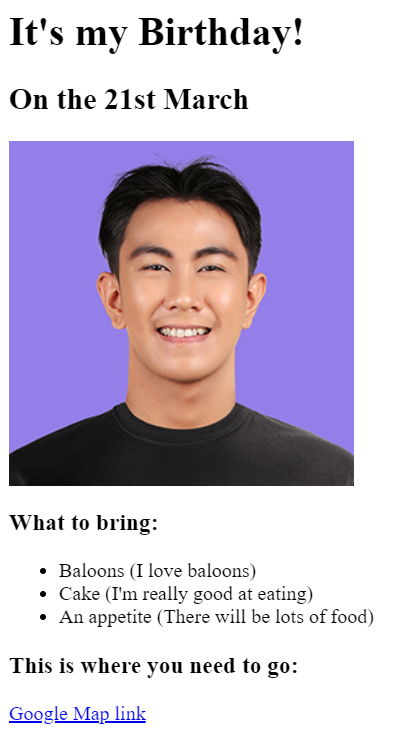 It's my Birthday!
On the 21st March
What to bring:
Baloons (I love baloons)
Cake (I'm really good at eating)
An appetite (There will be lots of food)
This is where you need to go:
Google Map link